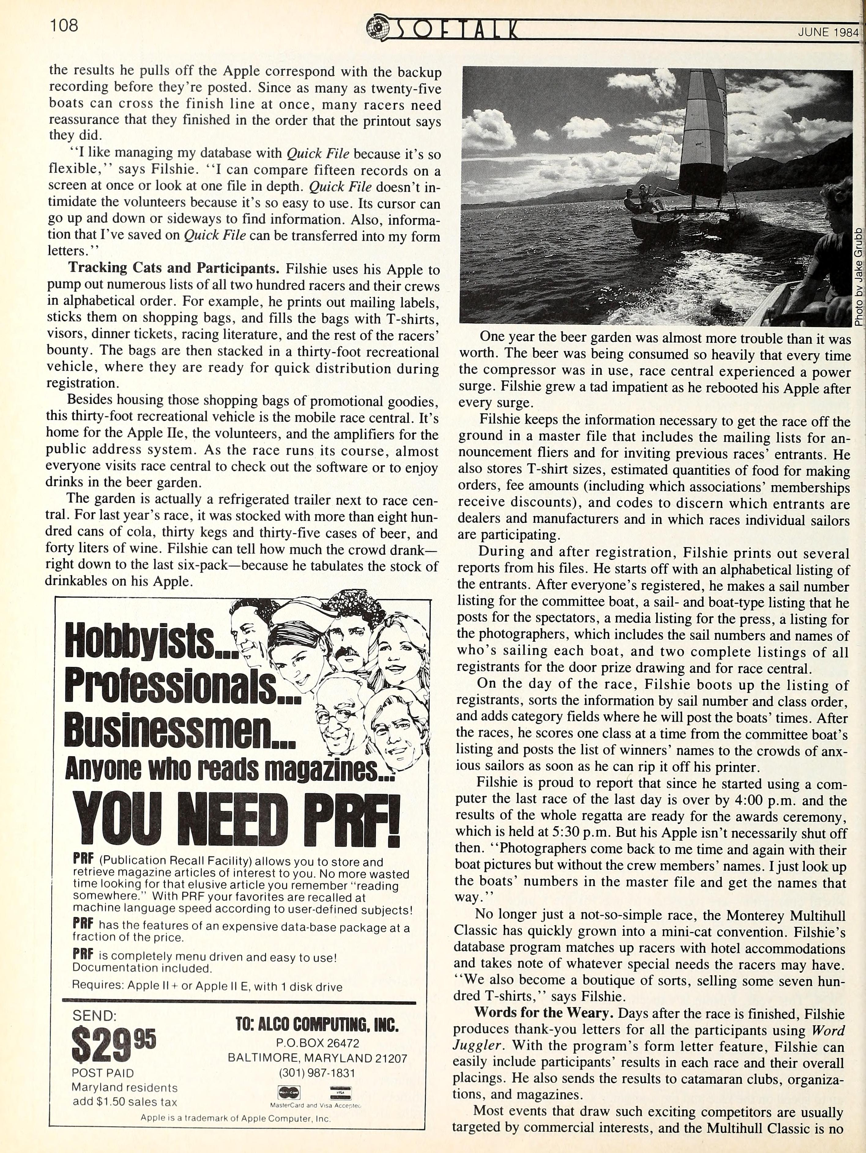 108
SOFTALK
JUNE 1984
the results he pulls off the Apple correspond with the backup
recording before they're posted. Since as many as twenty-five
boats can cross the finish line at once, many racers need
reassurance that they finished in the order that the printout says
they did.
"I like managing my database with Quick File because it's so
flexible," says Filshie. "I can compare fifteen records on a
screen at once or look at one file in depth. Quick File doesn't in-
timidate the volunteers because it's so easy to use. Its cursor can
go up and down or sideways to find information. Also, informa-
tion that I've saved on Quick File can be transferred into my form
letters."
Tracking Cats and Participants. Filshie uses his Apple to
pump out numerous lists of all two hundred racers and their crews
in alphabetical order. For example, he prints out mailing labels,
sticks them on shopping bags, and fills the bags with T-shirts,
visors, dinner tickets, racing literature, and the rest of the racers'
bounty. The bags are then stacked in a thirty-foot recreational
vehicle, where they are ready for quick distribution during
registration.
Besides housing those shopping bags of promotional goodies,
this thirty-foot recreational vehicle is the mobile race central. It's
home for the Apple IIe, the volunteers, and the amplifiers for the
public address system. As the race runs its course, almost
everyone visits race central to check out the software or to enjoy
drinks in the beer garden.
The garden is actually a refrigerated trailer next to race cen-
tral. For last year's race, it was stocked with more than eight hun-
dred cans of cola, thirty kegs and thirty-five cases of beer, and
forty liters of wine. Filshie can tell how much the crowd drank—
right down to the last six-pack—because he tabulates the stock of
drinkables on his Apple.
Hobbyists...
Professionals...
Businessmen...
Anyone who reads magazines...
YOU NEED PRF!
PRF (Publication Recall Facility) allows you to store and
retrieve magazine articles of interest to you. No more wasted
time looking for that elusive article you remember "reading
somewhere." With PRF your favorites are recalled at
machine language speed according to user-defined subjects!
PRF has the features of an expensive data-base package at a
fraction of the price.
PRF is completely menu driven and easy to use!
Documentation included.
Requires: Apple II+ or Apple II E, with 1 disk drive
SEND:
$29 95
POST PAID
Maryland residents
add $1.50 sales tax
TO: ALCO COMPUTING, INC.
P.O.BOX 26472
BALTIMORE, MARYLAND 21207
(301) 987-1831
VISA
MasterCard and Visa Accepted
Apple is a trademark of Apple Computer, Inc.
Photo by Jake Grubb
One year the beer garden was almost more trouble than it was
worth. The beer was being consumed so heavily that every time
the compressor was in use, race central experienced a power
surge. Filshie grew a tad impatient as he rebooted his Apple after
every surge.
Filshie keeps the information necessary to get the race off the
ground in a master file that includes the mailing lists for an-
nouncement fliers and for inviting previous races' entrants. He
also stores T-shirt sizes, estimated quantities of food for making
orders, fee amounts (including which associations' memberships
receive discounts), and codes to discern which entrants are
dealers and manufacturers and in which races individual sailors
are participating.
During and after registration, Filshie prints out several
reports from his files. He starts off with an alphabetical listing of
the entrants. After everyone's registered, he makes a sail number
listing for the committee boat, a sail- and boat-type listing that he
posts for the spectators, a media listing for the press, a listing for
the photographers, which includes the sail numbers and names of
who's sailing each boat, and two complete listings of all
registrants for the door prize drawing and for race central.
On the day of the race, Filshie boots up the listing of
registrants, sorts the information by sail number and class order,
and adds category fields where he will post the boats' times. After
the races, he scores one class at a time from the committee boat's
listing and posts the list of winners' names to the crowds of anx-
ious sailors as soon as he can rip it off his printer.
Filshie is proud to report that since he started using a com-
puter the last race of the last day is over by 4:00 p.m. and the
results of the whole regatta are ready for the awards ceremony,
which is held at 5:30 p.m. But his Apple isn't necessarily shut off
then. "Photographers come back to me time and again with their
boat pictures but without the crew members' names. I just look up
the boats' numbers in the master file and get the names that
way."
No longer just a not-so-simple race, the Monterey Multihull
Classic has quickly grown into a mini-cat convention. Filshie's
database program matches up racers with hotel accommodations
and takes note of whatever special needs the racers may have.
"We also become a boutique of sorts, selling some seven hun-
dred T-shirts," says Filshie.
Words for the Weary. Days after the race is finished, Filshie
produces thank-you letters for all the participants using Word
Juggler. With the program's form letter feature, Filshie can
easily include participants' results in each race and their overall
placings. He also sends the results to catamaran clubs, organiza-
tions, and magazines.
Most events that draw such exciting competitors are usually
targeted by commercial interests, and the Multihull Classic is no